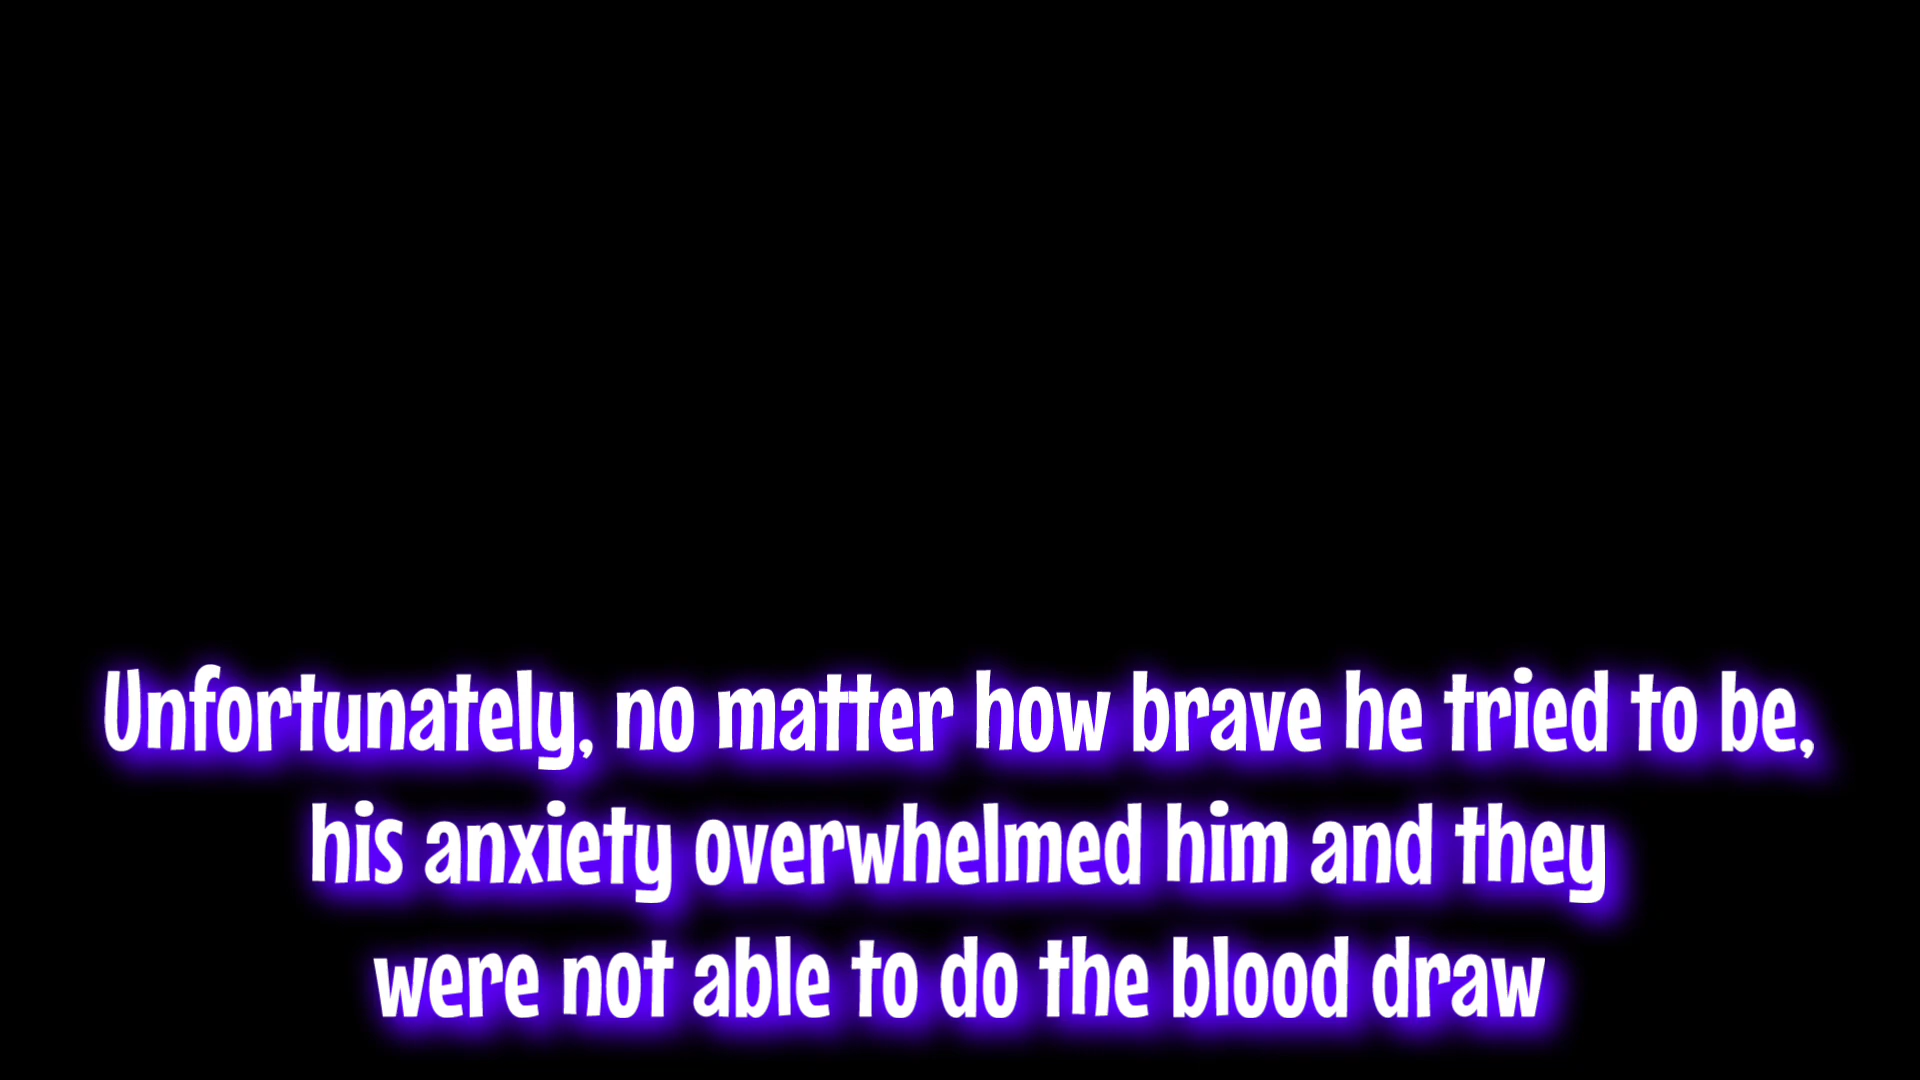 Unfortunately, no matter how brave he tried to be,
his anxiety overwhelmed him and they
were not able to do the blood draw